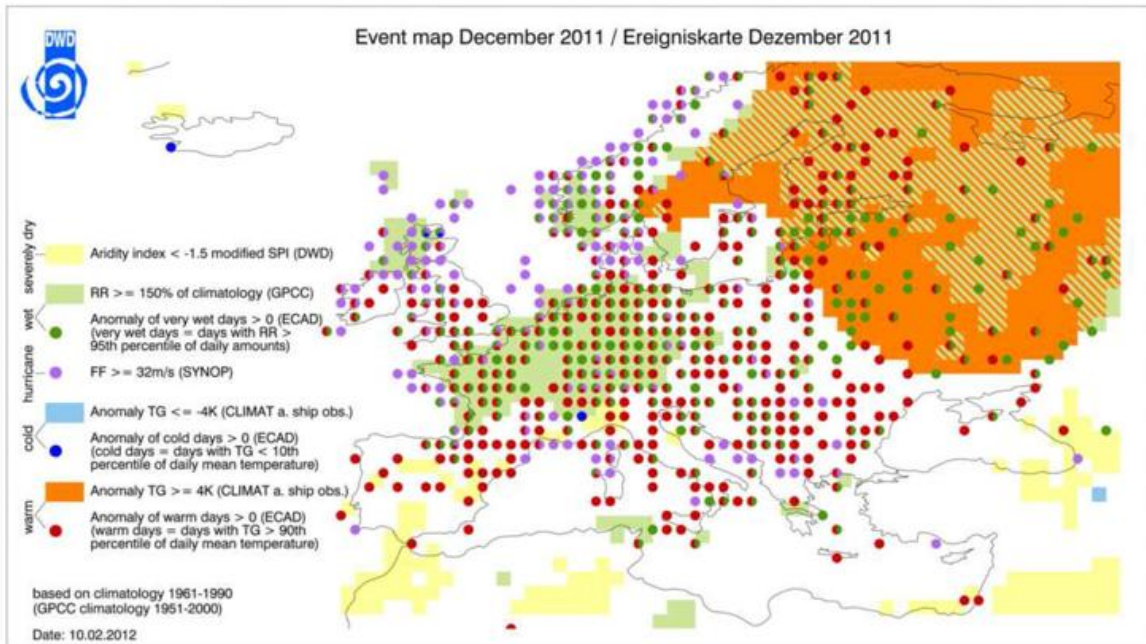 DWD
Event map December 2011 / Ereigniskarte Dezember 2011
severely dry
Aridity index < -1.5 modified SPI (DWD)
wet
RR >= 150% of climatology (GPCC)
Anomaly of very wet days > 0 (ECAD)
(very wet days = days with RR >
95th percentile of daily amounts)
hurricane
FF >= 32m/s (SYNOP)
cold
Anomaly TG <= -4K (CLIMAT a. ship obs.)
Anomaly of cold days > 0 (ECAD)
(cold days = days with TG < 10th
percentile of daily mean temperature)
warm
Anomaly TG >= 4K (CLIMAT a. ship obs.)
Anomaly of warm days > 0 (ECAD)
(warm days = days with TG > 90th
percentile of daily mean temperature)
based on climatology 1961-1990
(GPCC climatology 1951-2000)
Date: 10.02.2012